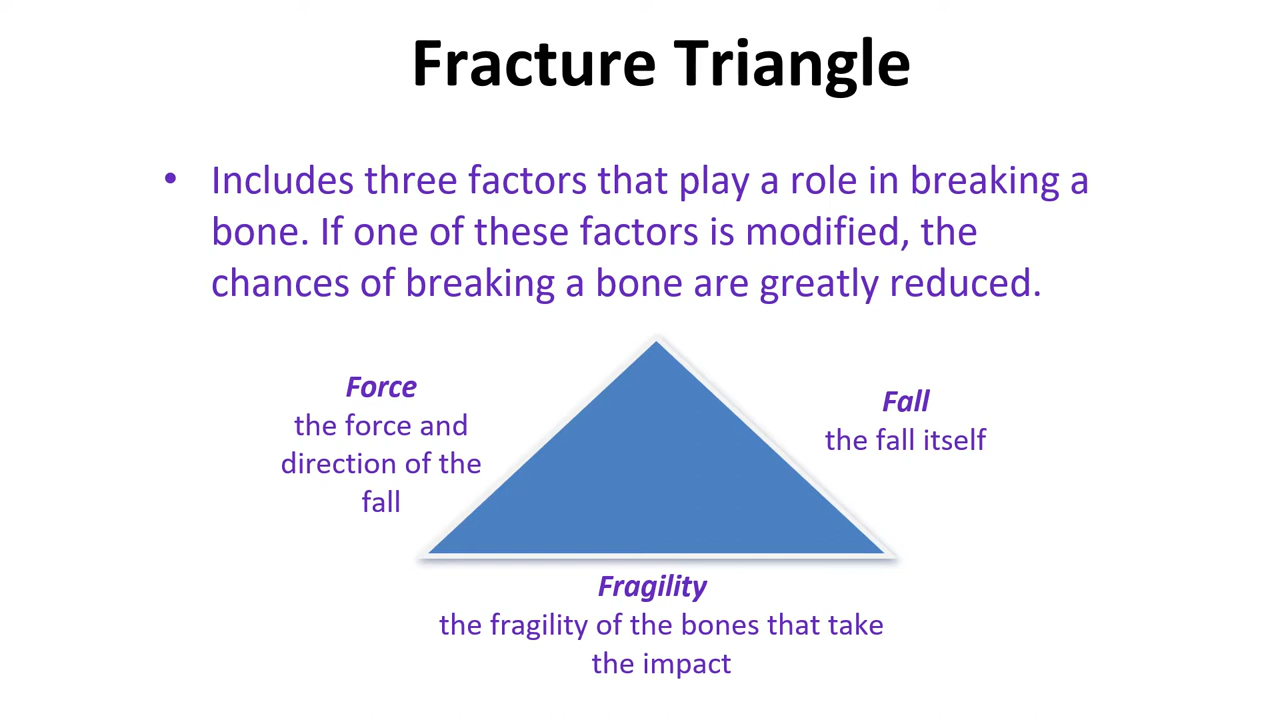 Fracture Triangle
• Includes three factors that play a role in breaking a
bone. If one of these factors is modified, the
chances of breaking a bone are greatly reduced.
Force
the force and
direction of the
fall
Fall
the fall itself
Fragility
the fragility of the bones that take
the impact